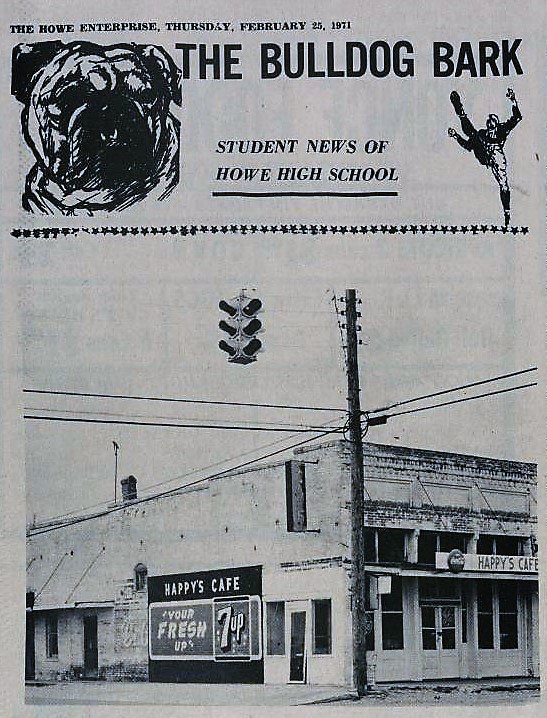 THE HOWE ENTERPRISE, THURSDAY, FEBRUARY 25, 1971
THE BULLDOG BARK
STUDENT NEWS OF
HOWE HIGH SCHOOL
HAPPY'S CAFE
HAPPY'S CAFE
"YOUR
FRESH
UP"
7up